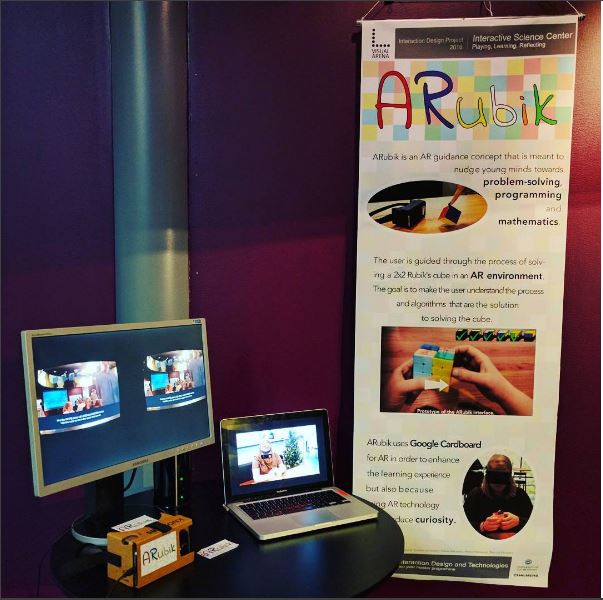 VISUAL
ARENA
Interaction Design Project
2016
Interactive Science Center
Playing, Learning, Reflecting
ARubik
ARubik is an AR guidance concept that is meant to
nudge young minds towards
problem-solving,
programming
and
mathematics.
The user is guided through the process of solv-
ing a 2x2 Rubik's cube in an AR environment.
The goal is to make the user understand the process
and algorithms that are the solution
to solving the cube.
Prototype of the ARubik interface.
ARubik uses Google Cardboard
for AR in order to enhance
the learning experience
but also because
AR technology
curiosity.
Interaction Design and Technologies
CHALMERS
ARubik
ARubik